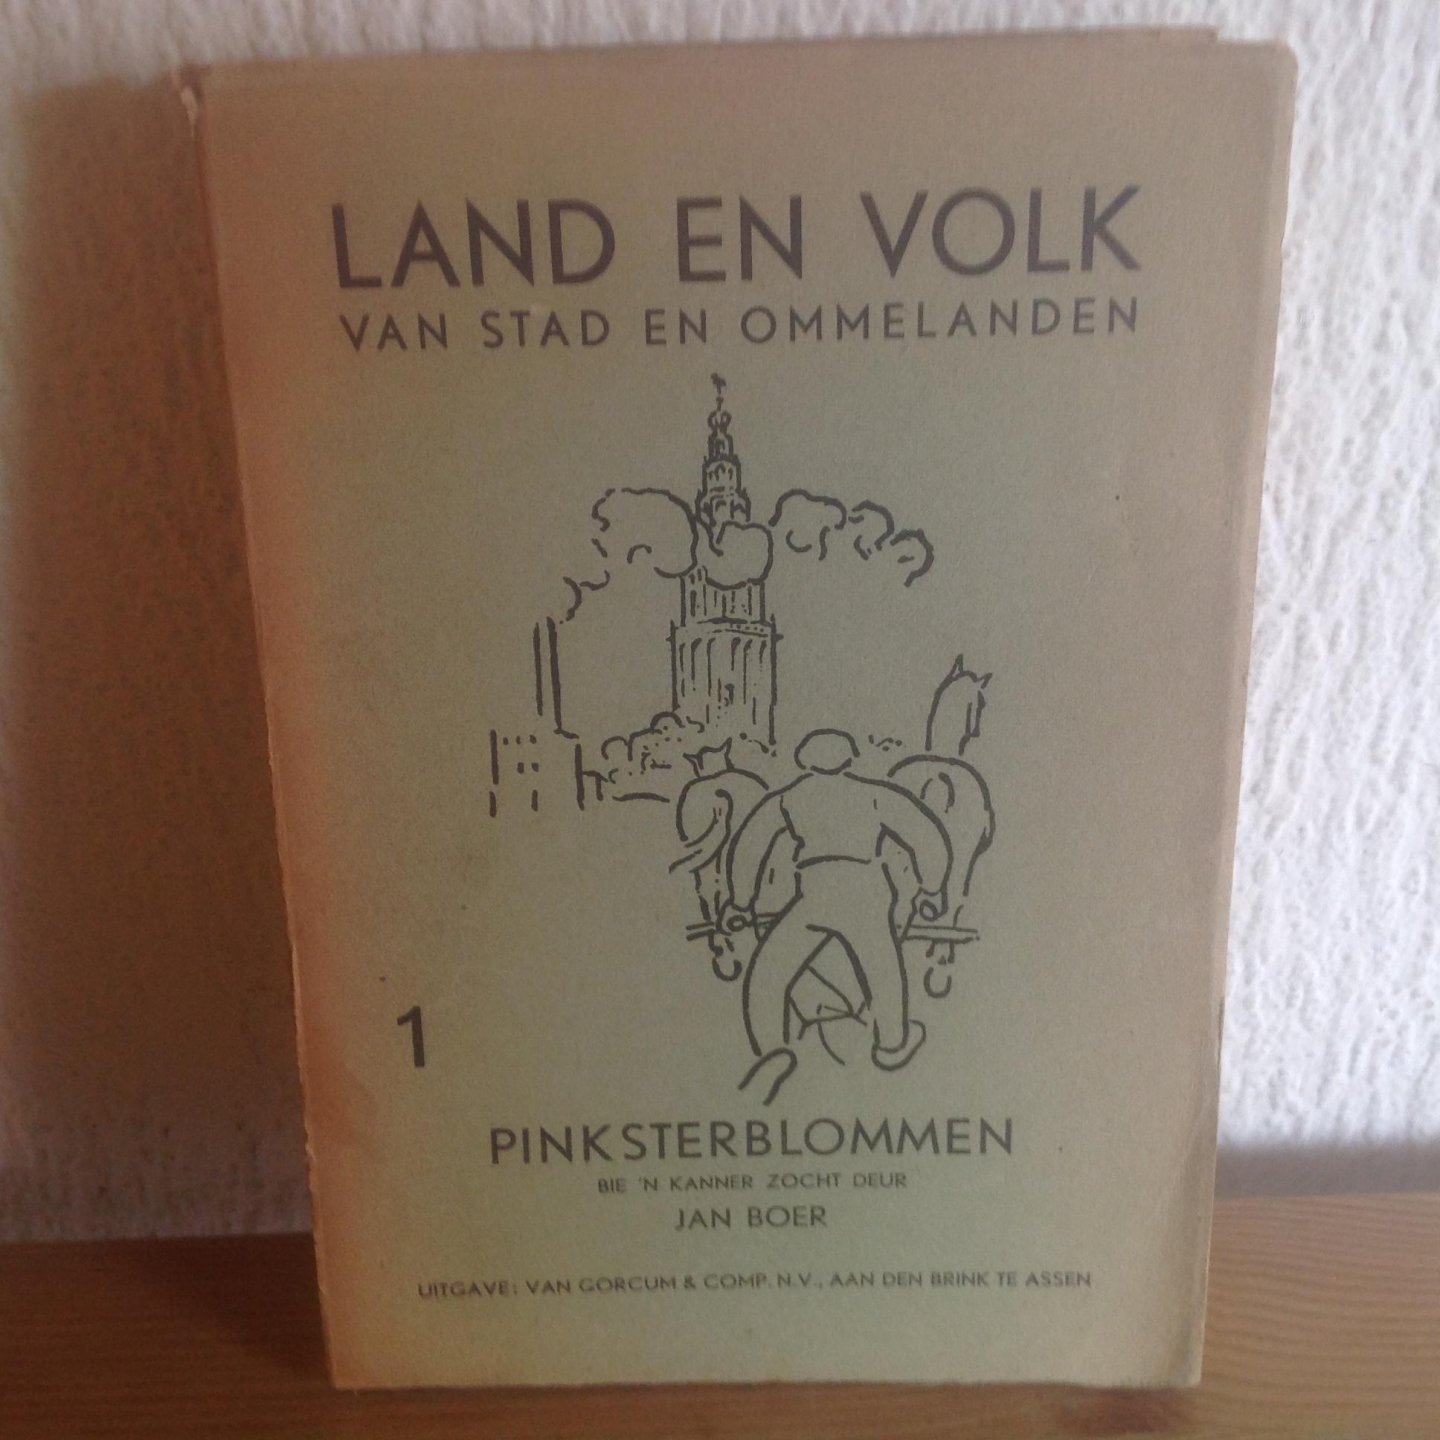 LAND EN VOLK
VAN STAD EN OMMELANDEN
1
PINKSTERBLOMMEN
BIE 'N KANNER ZOCHT DEUR
JAN BOER
UITGAVE: VAN GORCUM & COMP. N.V., AAN DEN BRINK TE ASSEN